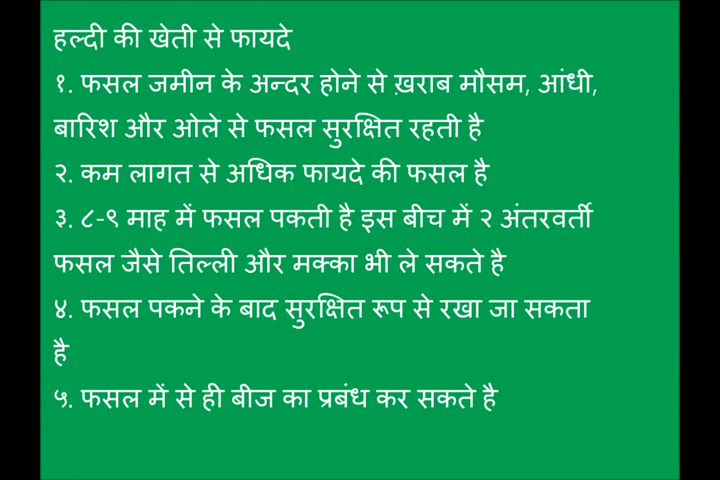 हल्दी की खेती से फायदे
१. फसल जमीन के अन्दर होने से ख़राब मौसम, आंधी,
बारिश और ओले से फसल सुरक्षित रहती है
२. कम लागत से अधिक फायदे की फसल है
३. ८-९ माह में फसल पकती है इस बीच में २ अंतरवर्ती
फसल जैसे तिल्ली और मक्का भी ले सकते है
४. फसल पकने के बाद सुरक्षित रूप से रखा जा सकता
है
५. फसल में से ही बीज का प्रबंध कर सकते है